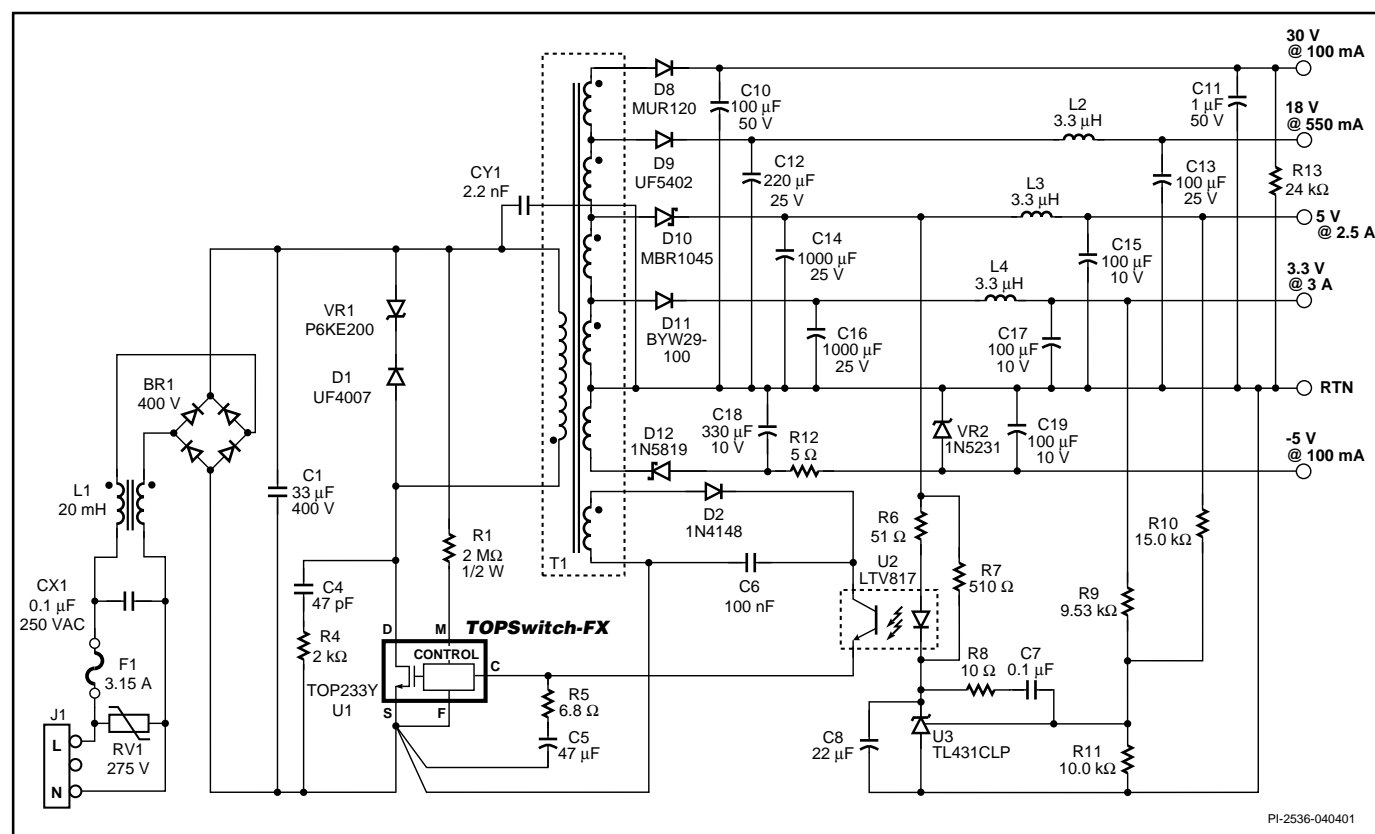 30 V
@ 100 mA
D8
MUR120
C10
100 µF
50 V
C11
1 µF
50 V
L2
3.3 µH
18 V
@ 550 mA
D9
UF5402
C12
220 µF
25 V
C13
100 µF
25 V
R13
24 kΩ
CY1
2.2 nF
L3
3.3 µH
5 V
@ 2.5 A
D10
MBR1045
C14
1000 µF
25 V
C15
100 µF
10 V
L4
3.3 µH
3.3 V
@ 3 A
VR1
P6KE200
D11
BYW29-
100
C16
1000 µF
25 V
C17
100 µF
10 V
D1
UF4007
BR1
400 V
RTN
C18
330 µF
10 V
D12
1N5819
R12
5 Ω
VR2
1N5231
C19
100 µF
10 V
-5 V
@ 100 mA
L1
20 mH
C1
33 µF
400 V
D2
1N4148
R1
2 MΩ
1/2 W
T1
C6
100 nF
R6
51 Ω
U2
LTV817
R7
510 Ω
R10
15.0 kΩ
R9
9.53 kΩ
CX1
0.1 µF
250 VAC
C4
47 pF
R4
2 kΩ
D
M
TOPSwitch-FX
CONTROL
C
TOP233Y
U1
S
F
F1
3.15 A
R5
6.8 Ω
C5
47 µF
R8
10 Ω
C7
0.1 µF
C8
22 µF
U3
TL431CLP
R11
10.0 kΩ
J1
L
N
RV1
275 V
PI-2536-040401